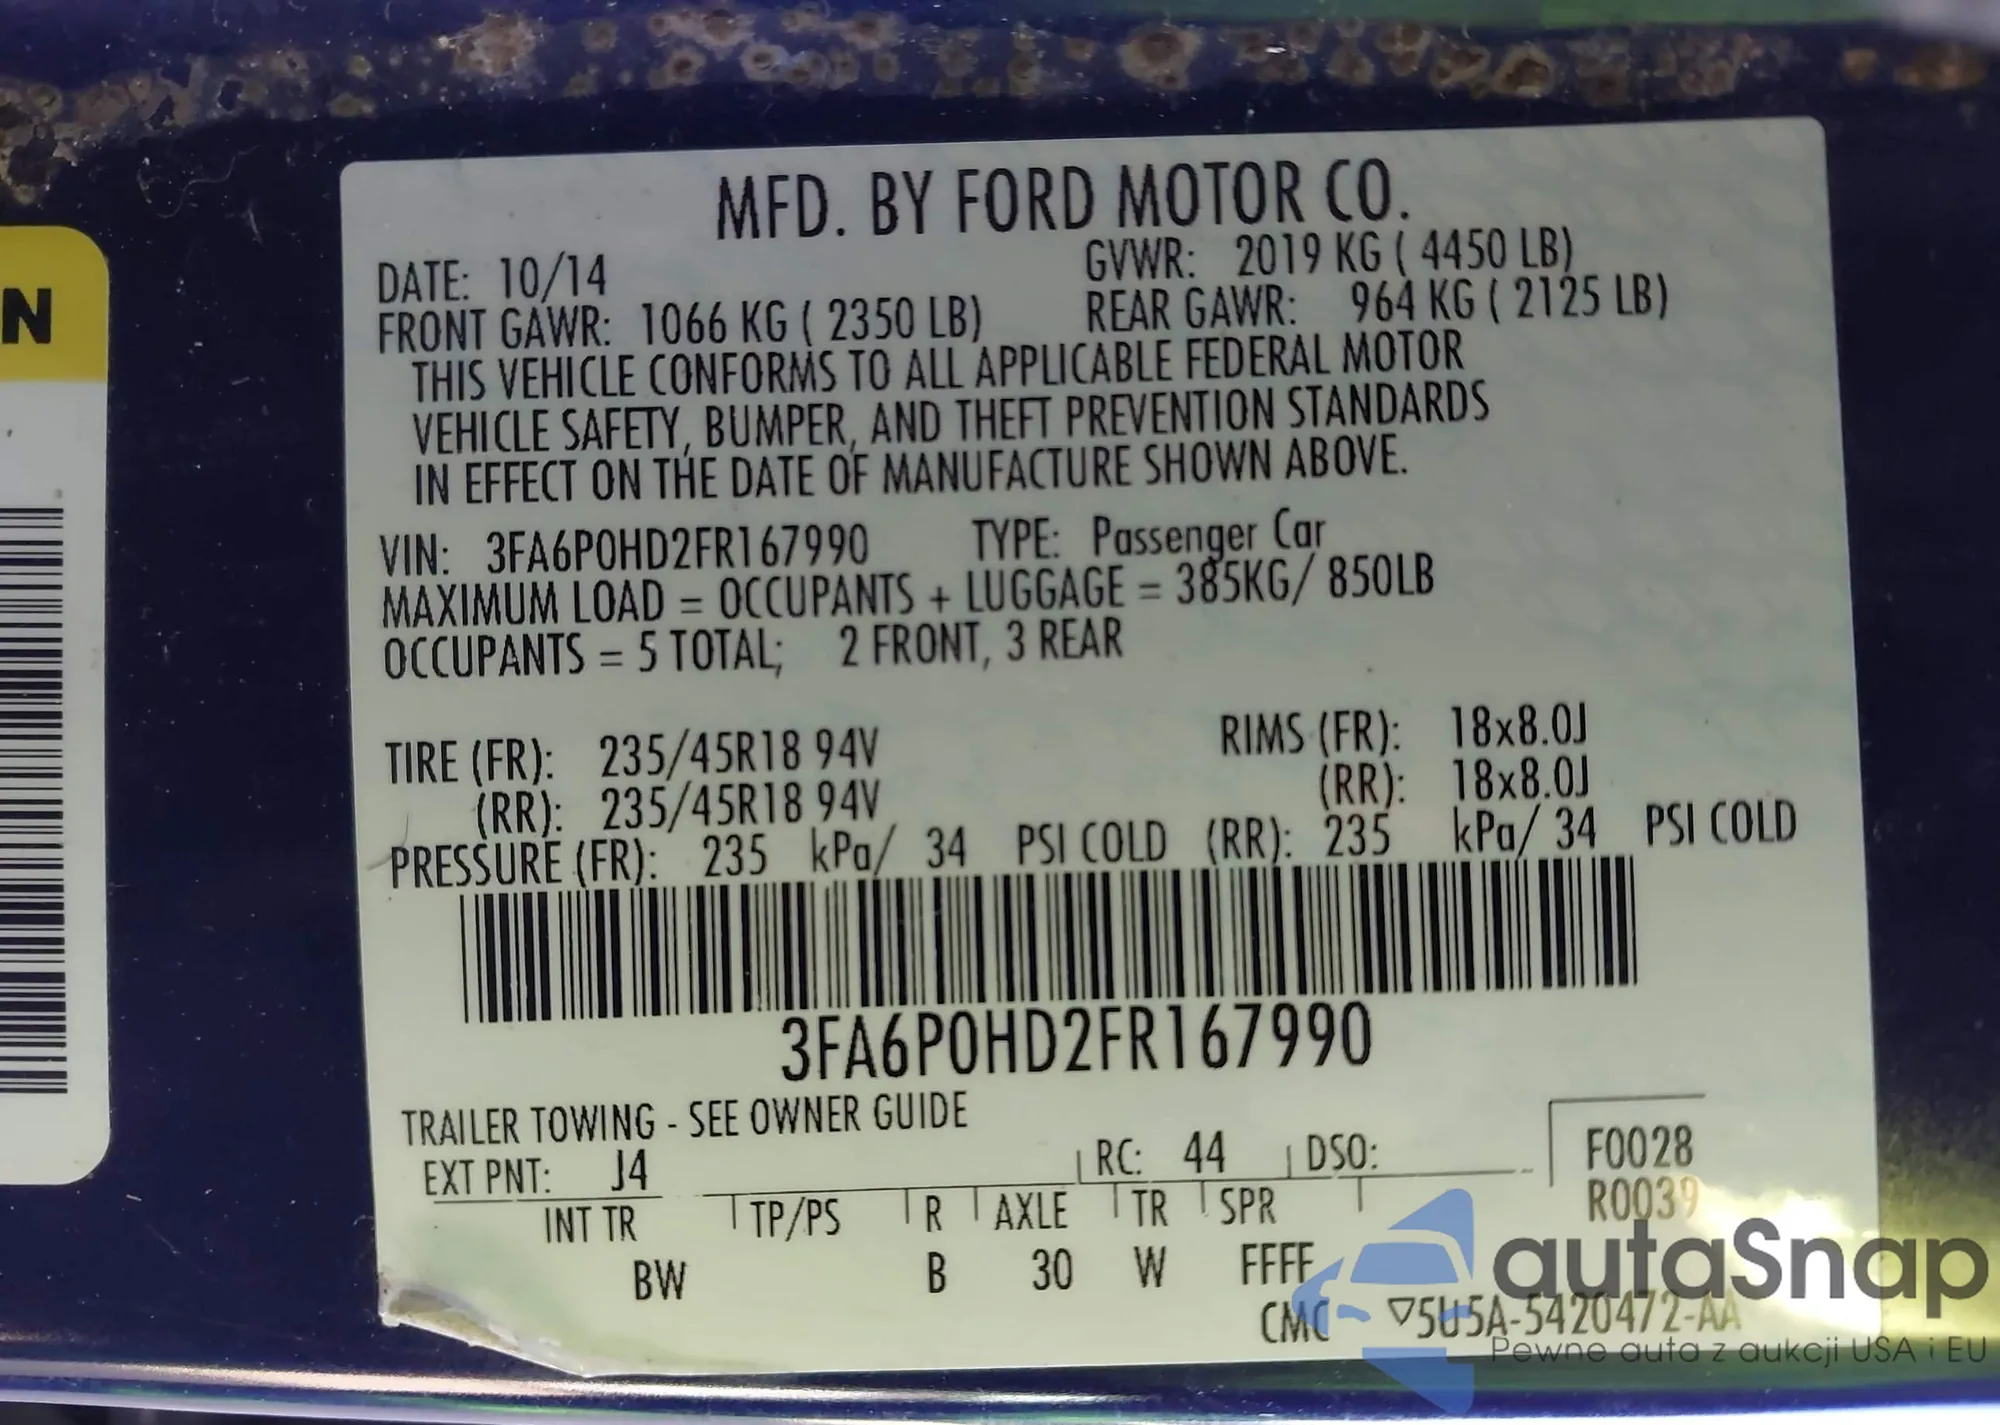 N
MFD. BY FORD MOTOR CO.
DATE: 10/14 GVWR: 2019 KG ( 4450 LB)
FRONT GAWR: 1066 KG ( 2350 LB) REAR GAWR: 964 KG ( 2125 LB)
THIS VEHICLE CONFORMS TO ALL APPLICABLE FEDERAL MOTOR
VEHICLE SAFETY, BUMPER, AND THEFT PREVENTION STANDARDS
IN EFFECT ON THE DATE OF MANUFACTURE SHOWN ABOVE.
VIN: 3FA6P0HD2FR167990 TYPE: Passenger Car
MAXIMUM LOAD = OCCUPANTS + LUGGAGE = 385KG/ 850LB
OCCUPANTS = 5 TOTAL; 2 FRONT, 3 REAR
TIRE (FR): 235/45R18 94V RIMS (FR): 18x8.0J
(RR): 235/45R18 94V (RR): 18x8.0J
PRESSURE (FR): 235 kPa/ 34 PSI COLD (RR): 235 kPa/ 34 PSI COLD
3FA6P0HD2FR167990
TRAILER TOWING - SEE OWNER GUIDE
EXT PNT: J4 RC: 44 DSO: F0028
R0039
INT TR TP/PS R AXLE TR SPR
BW B 30 W FFFF
CMC ▽5U5A-5420472-AA
autaSnap
Pewne auta z aukcji USA i EU